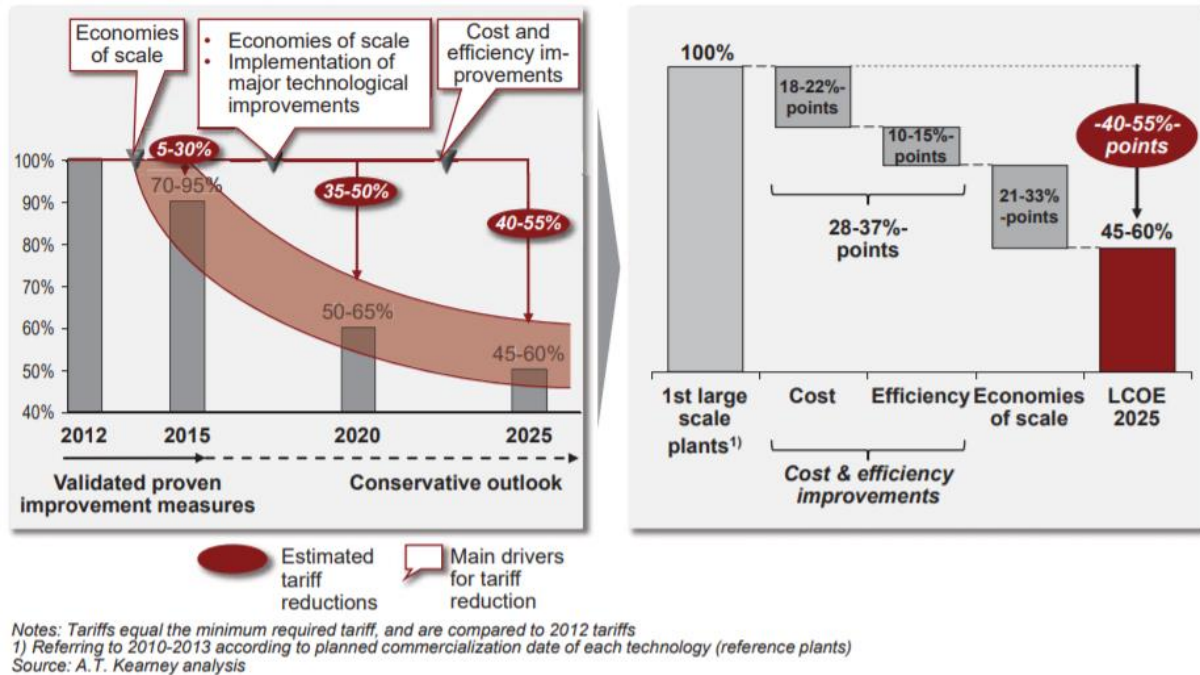 Economies
of scale
• Economies of scale
• Implementation of
major technological
improvements
Cost and
efficiency im-
provements
100%
90%
80%
70%
60%
50%
40%
5-30%
70-95%
35-50%
50-65%
40-55%
45-60%
2012
2015
2020
2025
Validated proven
improvement measures
Conservative outlook
100%
18-22%-
points
10-15%-
points
28-37%-
points
21-33%
-points
-40-55%-
points
45-60%
1st large
scale
plants1)
Cost
Efficiency
Economies
of scale
LCOE
2025
Cost & efficiency
improvements
Estimated
tariff
reductions
Main drivers
for tariff
reduction
Notes: Tariffs equal the minimum required tariff, and are compared to 2012 tariffs
1) Referring to 2010-2013 according to planned commercialization date of each technology (reference plants)
Source: A.T. Kearney analysis